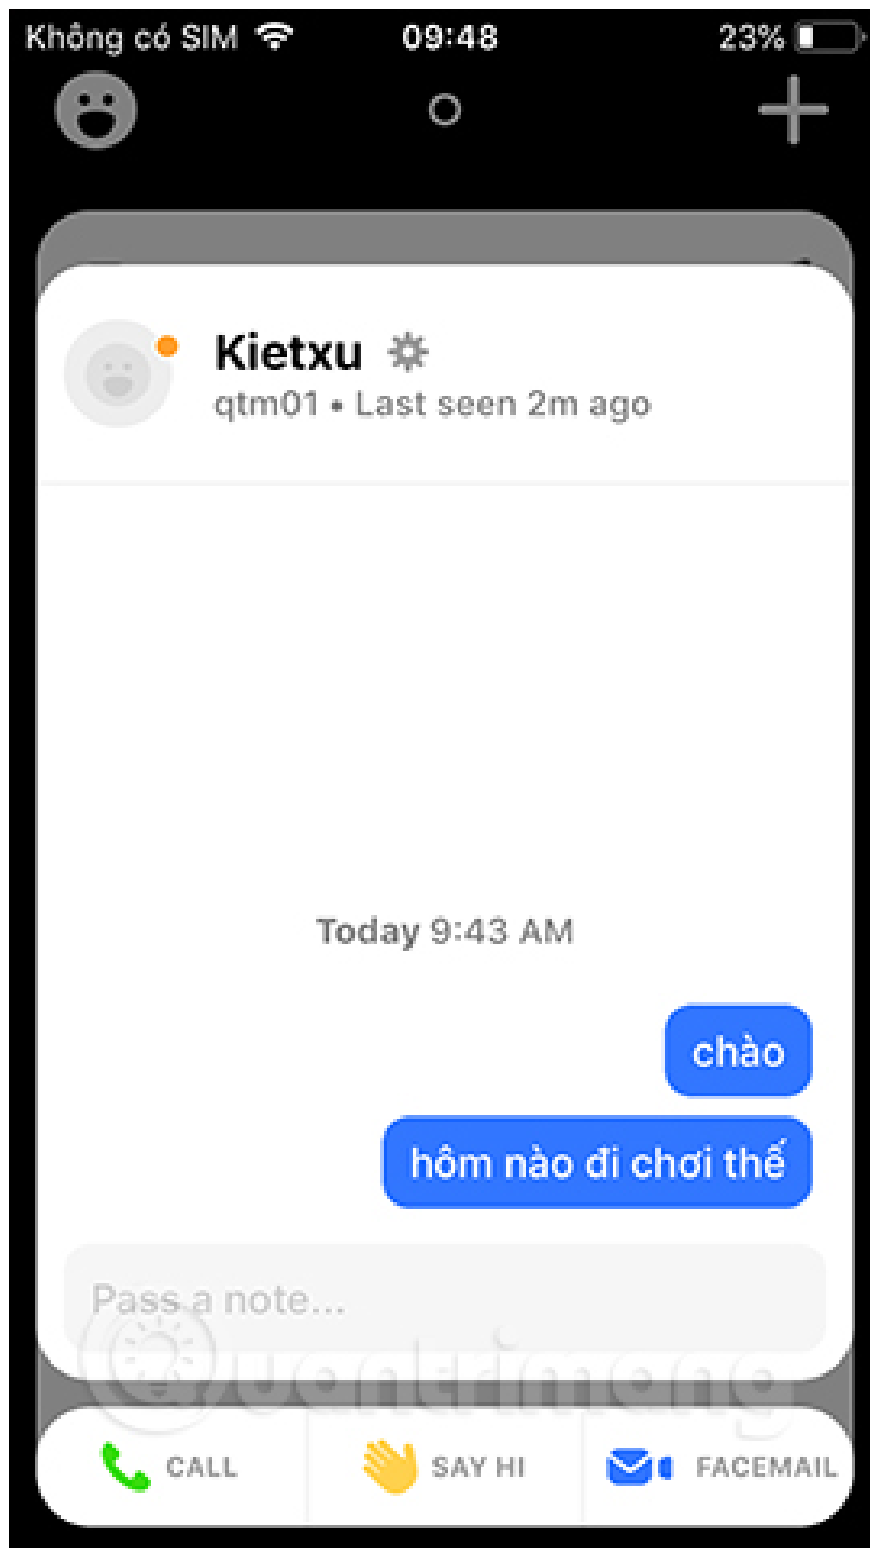 Không có SIM 09:48 23%
Kietxu
qtm01 • Last seen 2m ago
Today 9:43 AM
chào
hôm nào đi chơi thế
Pass a note...
uantrimang
CALL SAY HI FACEMAIL